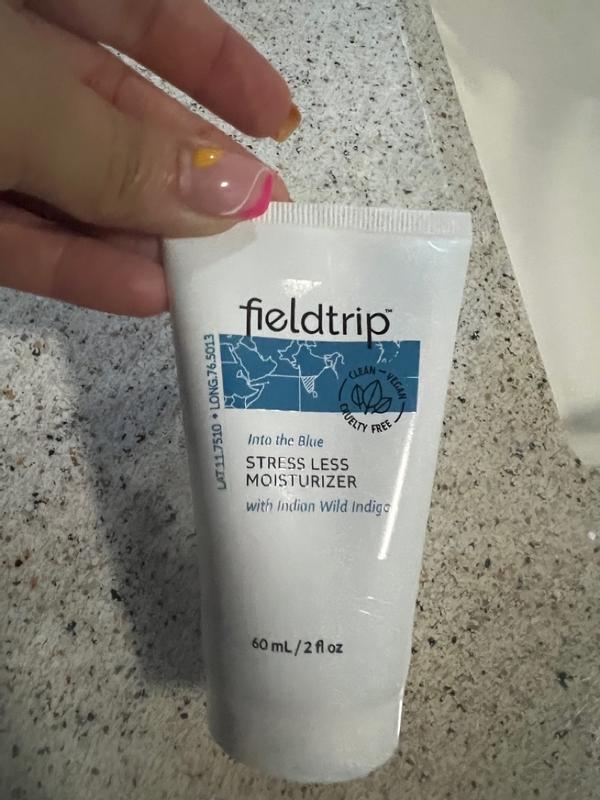 fieldtrip™
LAT 11.7510 • LONG.76.5013
CLEAN – VEGAN
CRUELTY FREE
Into the Blue
STRESS LESS
MOISTURIZER
with Indian Wild Indigo
60 mL / 2 fl oz